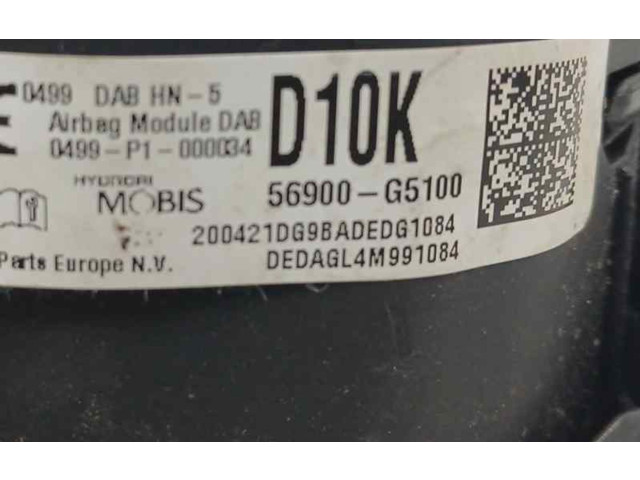 0499 DAB HN-5
Airbag Module DAB
0499-P1-000034
D10K
HYUNDAI
MOBIS
56900-G5100
200421DG9BADEDG1084
Parts Europe N.V.
DEDAGL4M991084